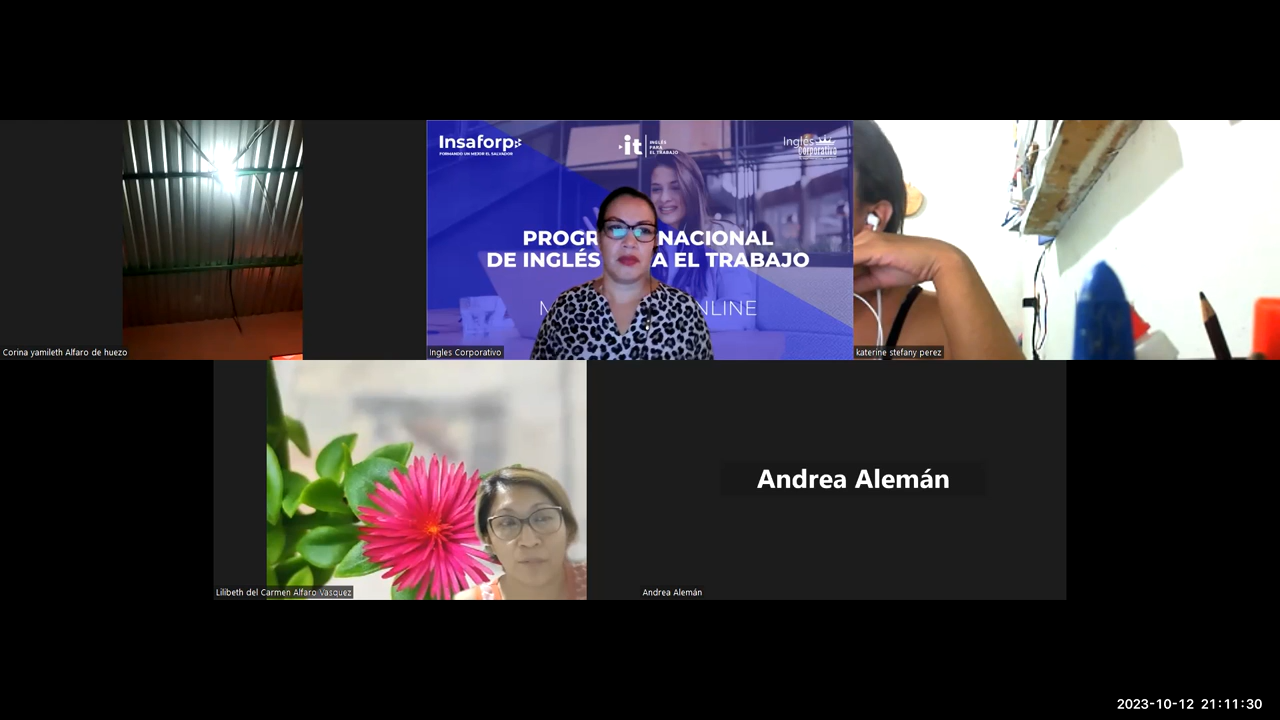 Insaforp
FORMANDO UN MEJOR EL SALVADOR
it INGLÉS
PARA
EL TRABAJO
Inglés
corporativo
PROGR NACIONAL
DE INGLÉS A EL TRABAJO
M NLINE
Corina yamileth Alfaro de huezo
Ingles Corporativo
katerine stefany perez
Andrea Alemán
Lilibeth del Carmen Alfaro Vasquez
Andrea Alemán
2023-10-12 21:11:30